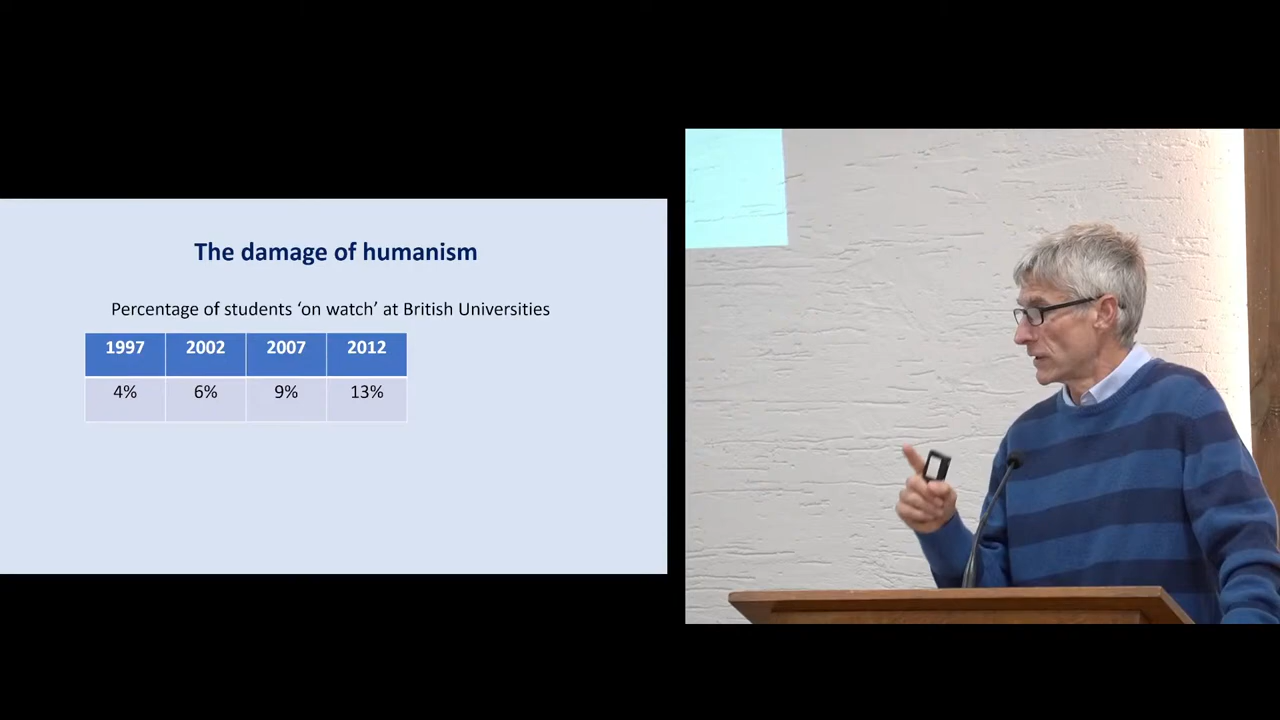 The damage of humanism
Percentage of students ‘on watch’ at British Universities
1997 2002 2007 2012
4% 6% 9% 13%